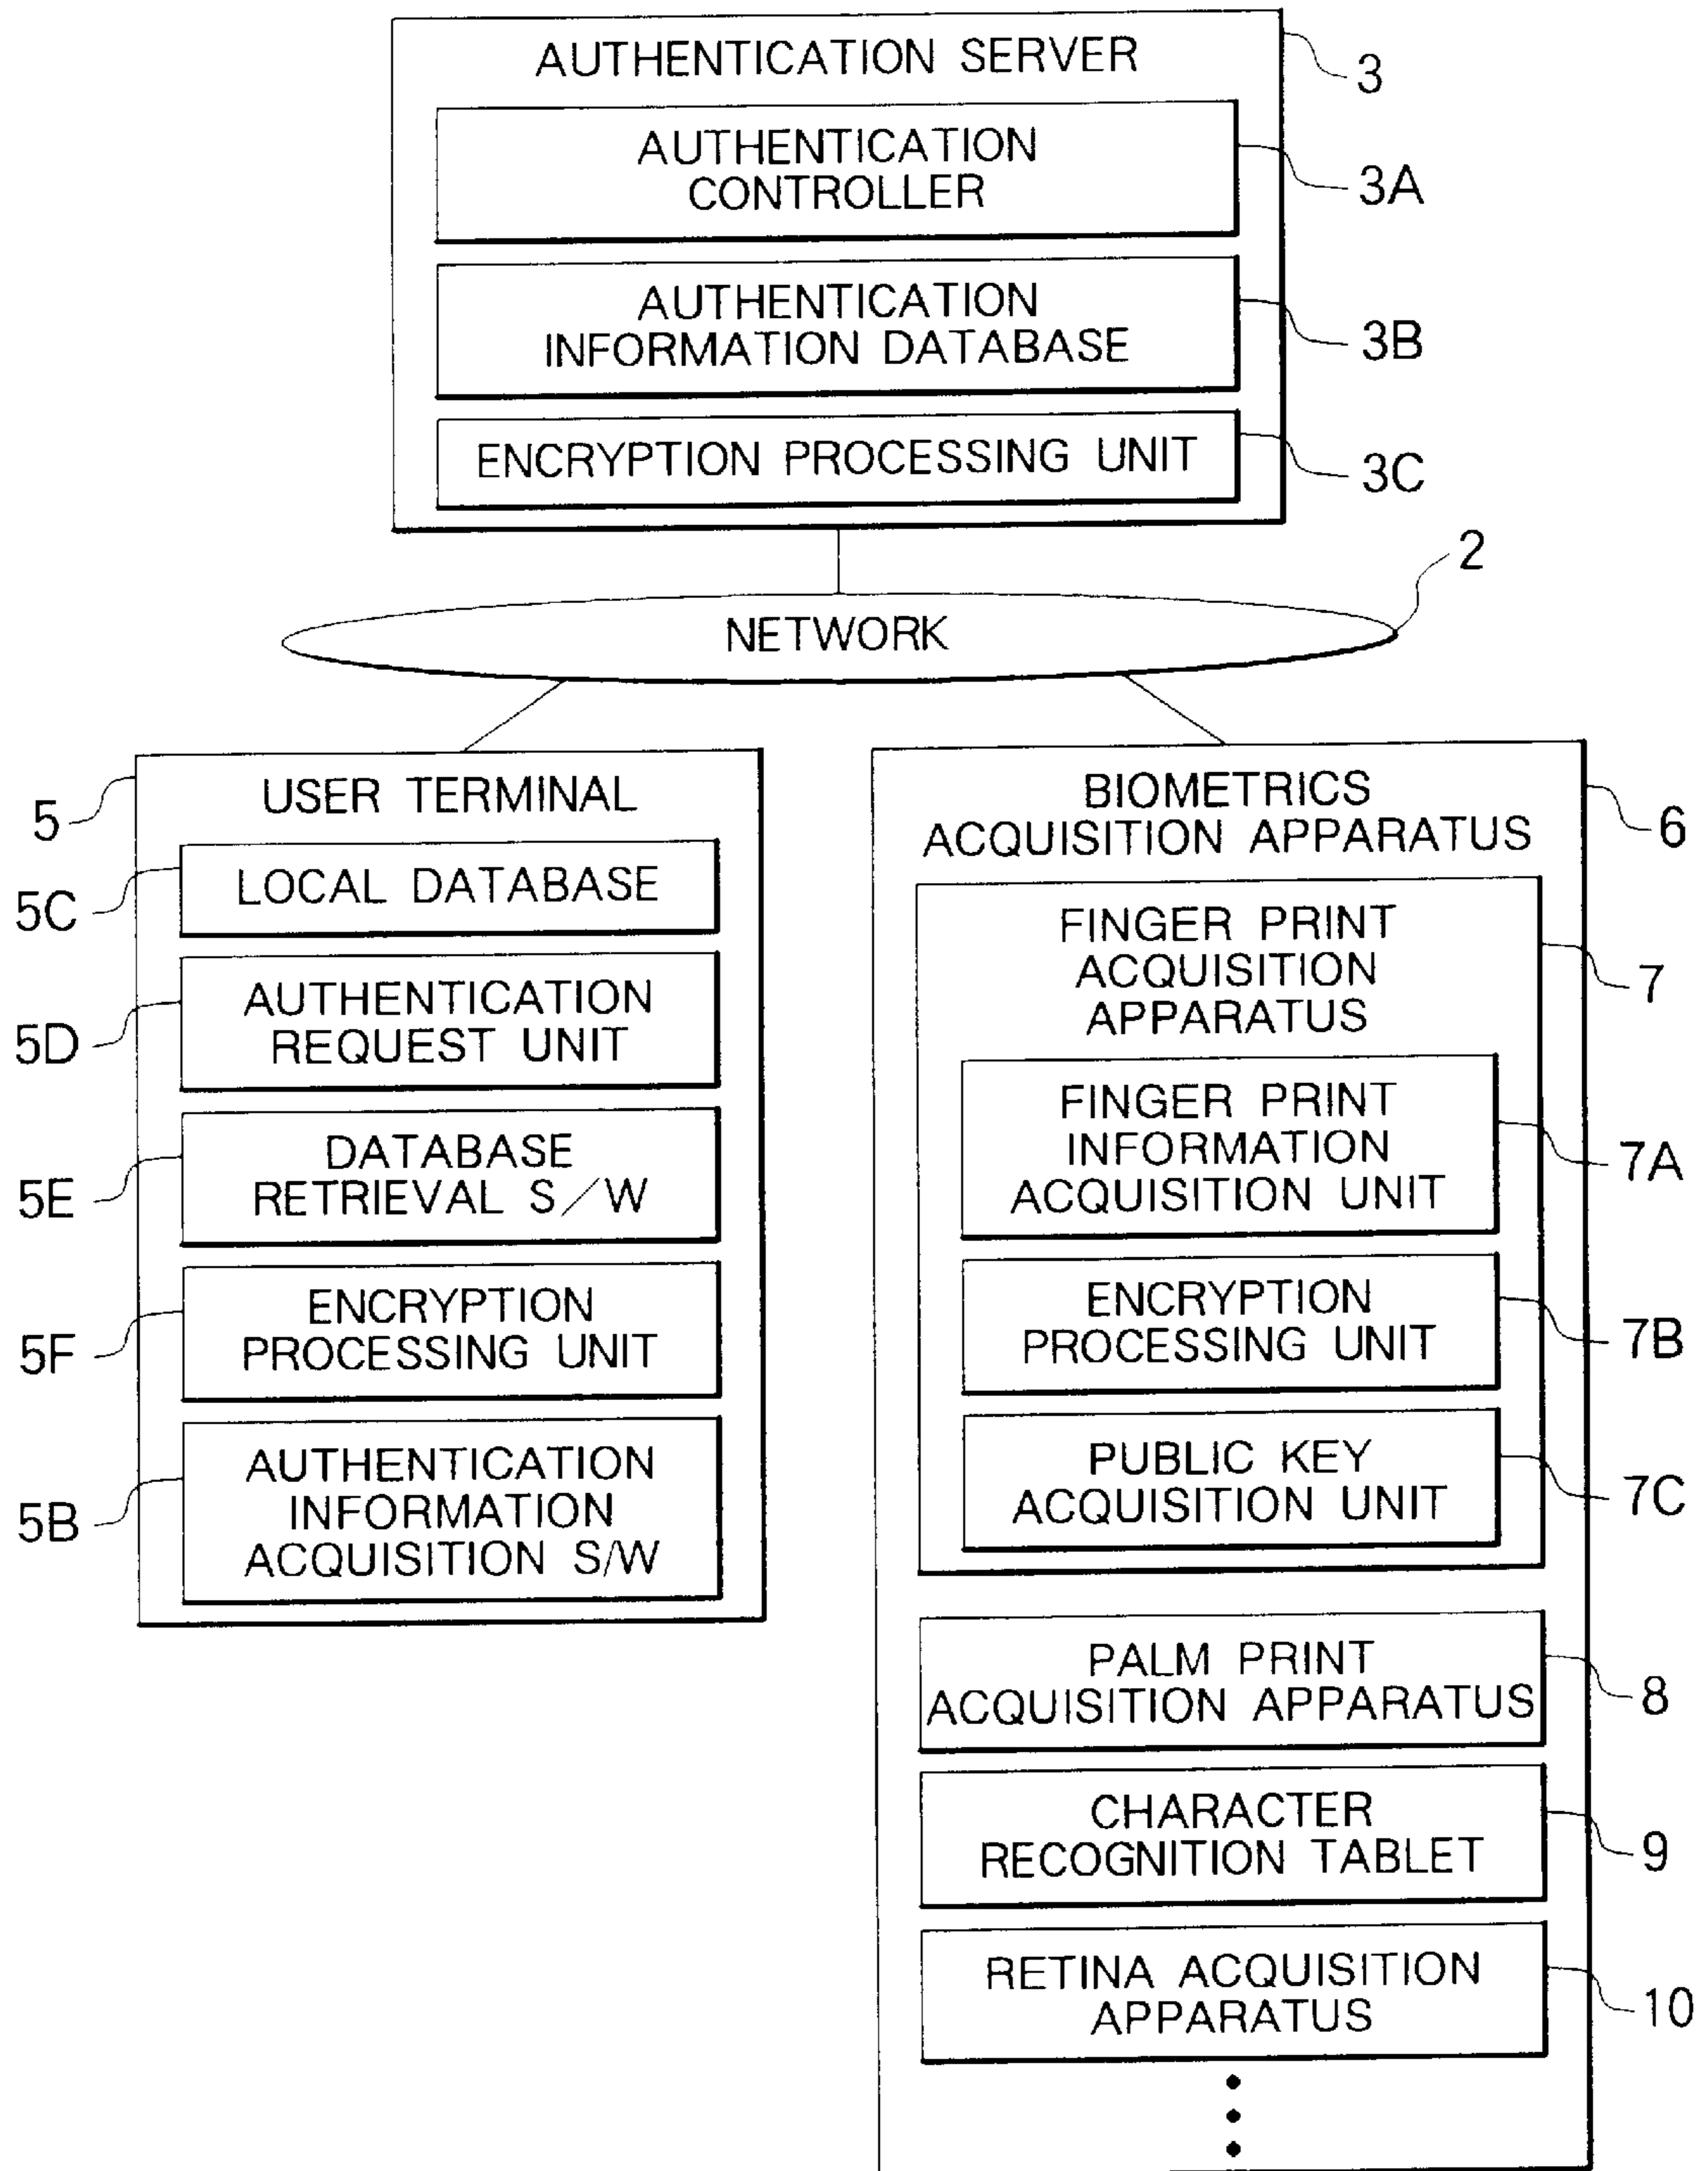 AUTHENTICATION SERVER
3
AUTHENTICATION
CONTROLLER
3A
AUTHENTICATION
INFORMATION DATABASE
3B
ENCRYPTION PROCESSING UNIT
3C
2
NETWORK
5
USER TERMINAL
5C
LOCAL DATABASE
5D
AUTHENTICATION
REQUEST UNIT
5E
DATABASE
RETRIEVAL S/W
5F
ENCRYPTION
PROCESSING UNIT
5B
AUTHENTICATION
INFORMATION
ACQUISITION S/W
BIOMETRICS
ACQUISITION APPARATUS
6
FINGER PRINT
ACQUISITION
APPARATUS
7
FINGER PRINT
INFORMATION
ACQUISITION UNIT
7A
ENCRYPTION
PROCESSING UNIT
7B
PUBLIC KEY
ACQUISITION UNIT
7C
PALM PRINT
ACQUISITION APPARATUS
8
CHARACTER
RECOGNITION TABLET
9
RETINA ACQUISITION
APPARATUS
10